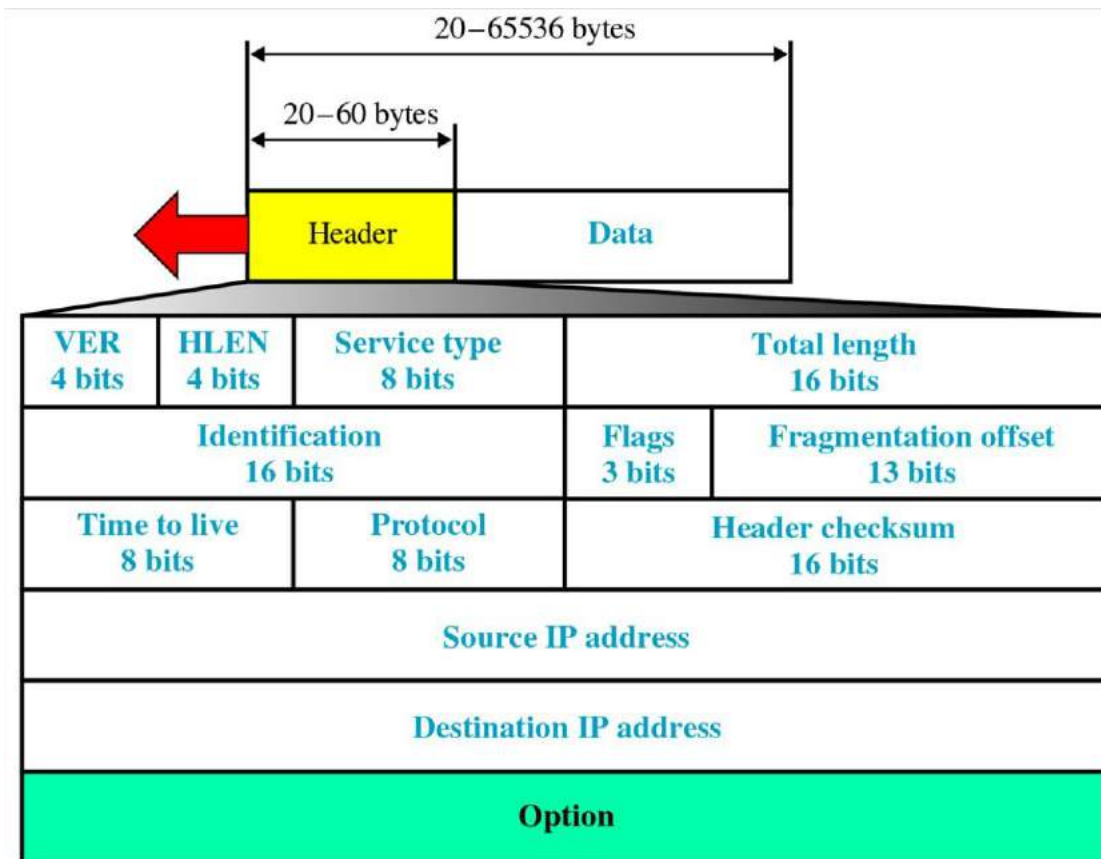 20–65536 bytes
20–60 bytes
Header
Data
VER
4 bits
HLEN
4 bits
Service type
8 bits
Total length
16 bits
Identification
16 bits
Flags
3 bits
Fragmentation offset
13 bits
Time to live
8 bits
Protocol
8 bits
Header checksum
16 bits
Source IP address
Destination IP address
Option